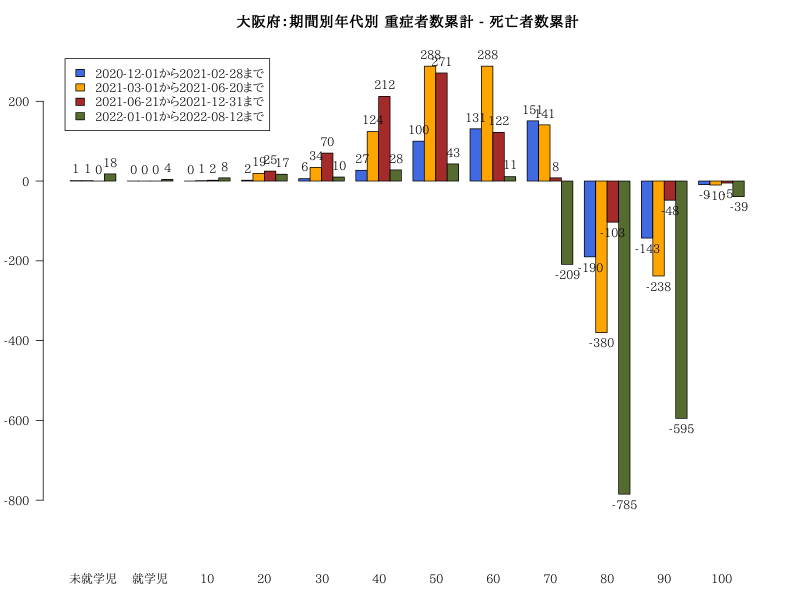 大阪府：期間別年代別 重症者数累計 - 死亡者数累計
2020-12-01から2021-02-28まで
2021-03-01から2021-06-20まで
2021-06-21から2021-12-31まで
2022-01-01から2022-08-12まで
200
0
-200
-400
-600
-800
1 1 0 18
0 0 0 4
0 1 2 8
2 19 25 17
6 34 70 10
27 124 212 28
100 288 271 43
131 288 122 11
151 141 8 -209
-190 -380 -103 -785
-143 -238 -48 -595
-9 -10 -5 -39
未就学児 就学児 10 20 30 40 50 60 70 80 90 100